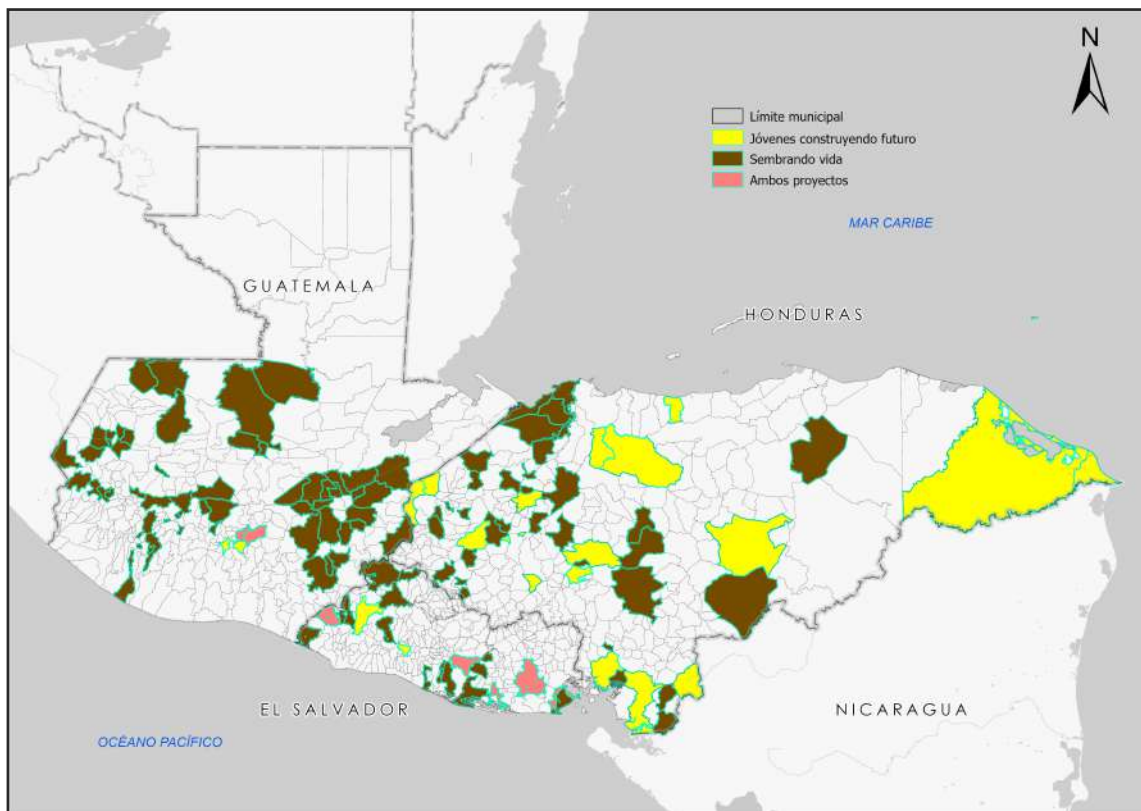 N
Límite municipal
Jóvenes construyendo futuro
Sembrando vida
Ambos proyectos
MAR CARIBE
GUATEMALA
HONDURAS
EL SALVADOR
NICARAGUA
OCÉANO PACÍFICO